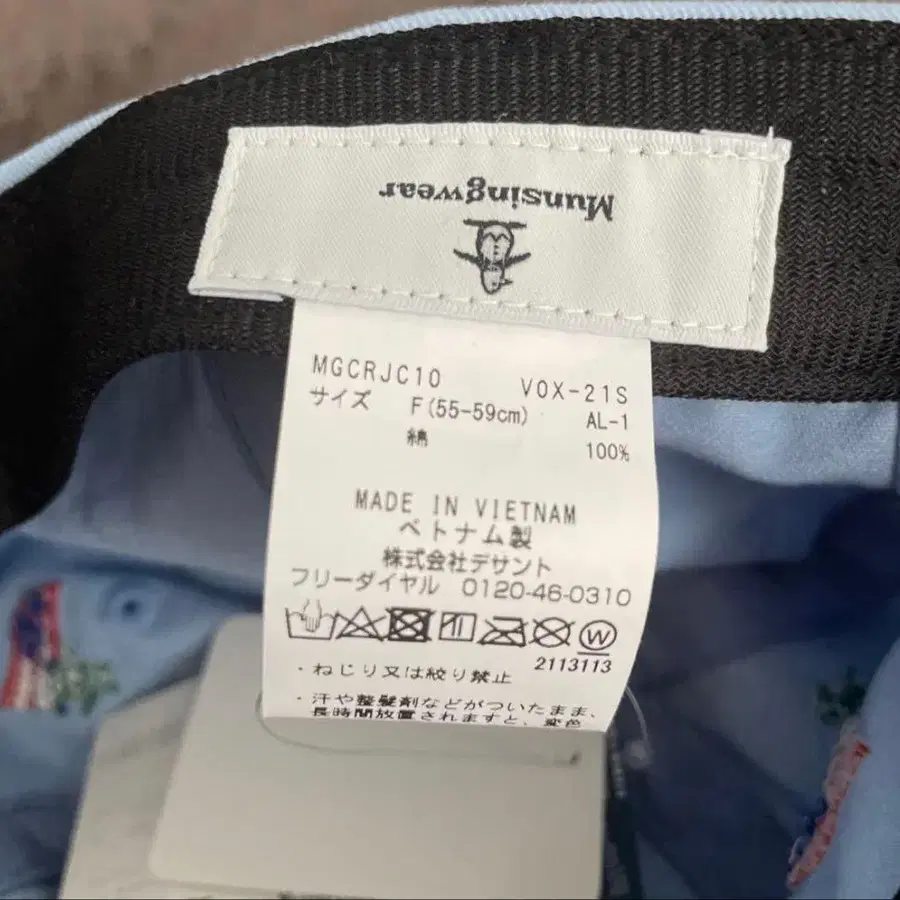 Munsingwear
MGCRJC10 VOX-21S
サイズ F(55-59cm) AL-1
綿 100%
MADE IN VIETNAM
ベトナム製
株式会社デサント
フリーダイヤル 0120-46-0310
W
2113113
・ねじり又は絞り禁止
・汗や整髪剤などがついたまま、
長時間放置されますと、変色